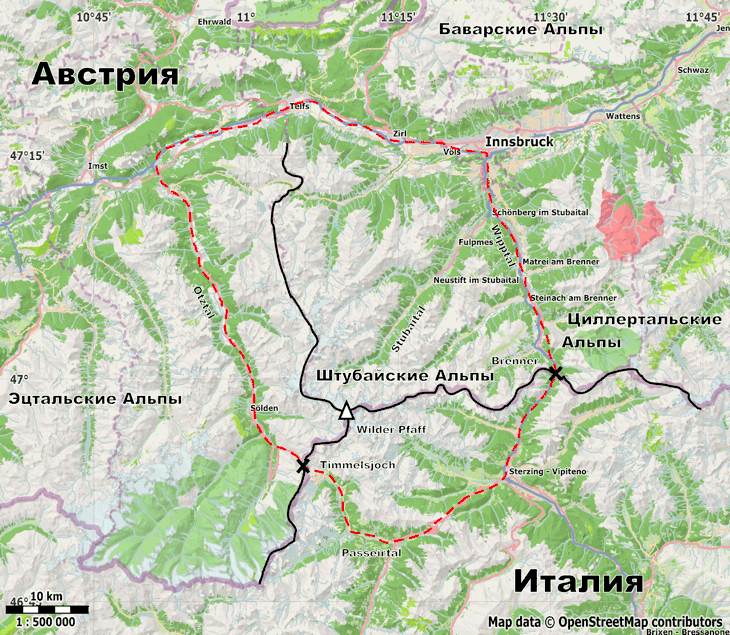 10°45' 11° 11°15' 11°30' 11°45'
Ehrwald
Баварские Альпы
Jen
Австрия
Schwaz
Telfs
Wattens
Zirl
Innsbruck
Völs
47°15'
Imst
Schönberg im Stubaital
Wipptal
Fulpmes
Matrei am Brenner
Neustift im Stubaital
Ötztal
Steinach am Brenner
Stubaital
Циллертальские
Альпы
Brenner
47°
Штубайские Альпы
Эцтальские Альпы
Sölden
Wilder Pfaff
Timmelsjoch
Sterzing - Vipiteno
Passeirtal
Италия
10 km
46°45'
1 : 500 000
Map data © OpenStreetMap contributors
Brixen - Bressanone